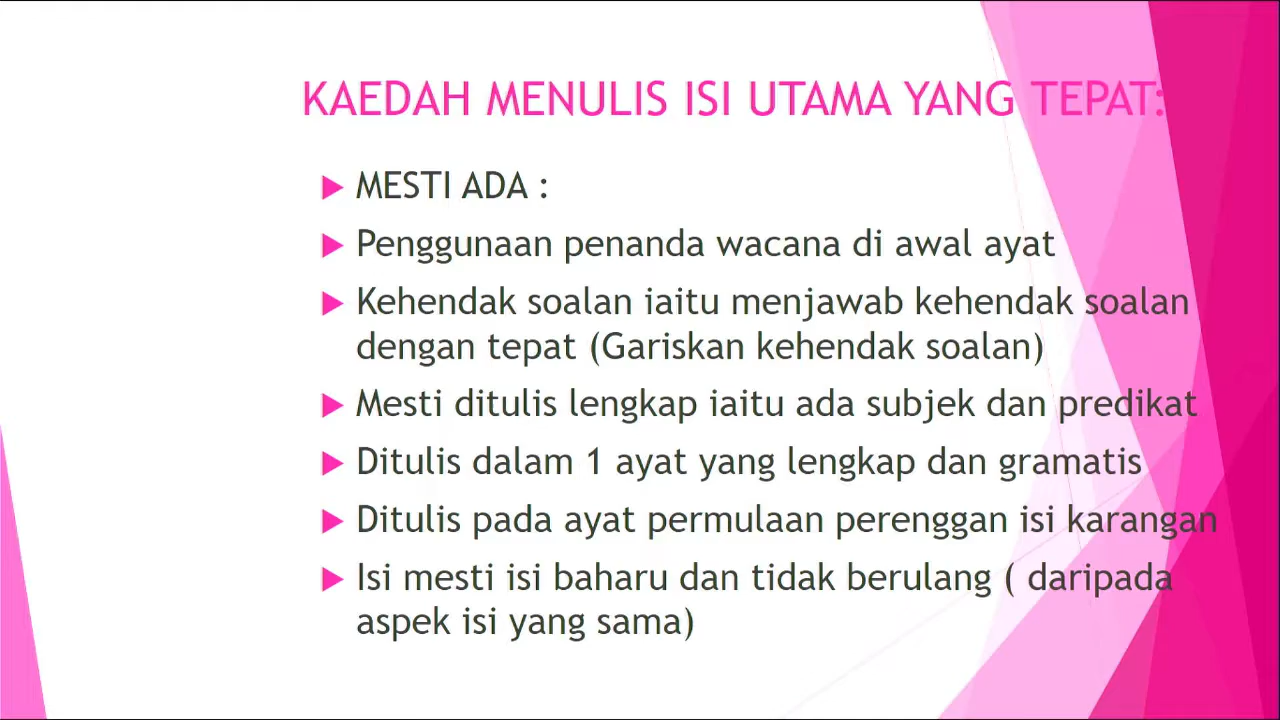 KAEDAH MENULIS ISI UTAMA YANG TEPAT:
MESTI ADA :
Penggunaan penanda wacana di awal ayat
Kehendak soalan iaitu menjawab kehendak soalan
dengan tepat (Gariskan kehendak soalan)
Mesti ditulis lengkap iaitu ada subjek dan predikat
Ditulis dalam 1 ayat yang lengkap dan gramatis
Ditulis pada ayat permulaan perenggan isi karangan
Isi mesti isi baharu dan tidak berulang ( daripada
aspek isi yang sama)